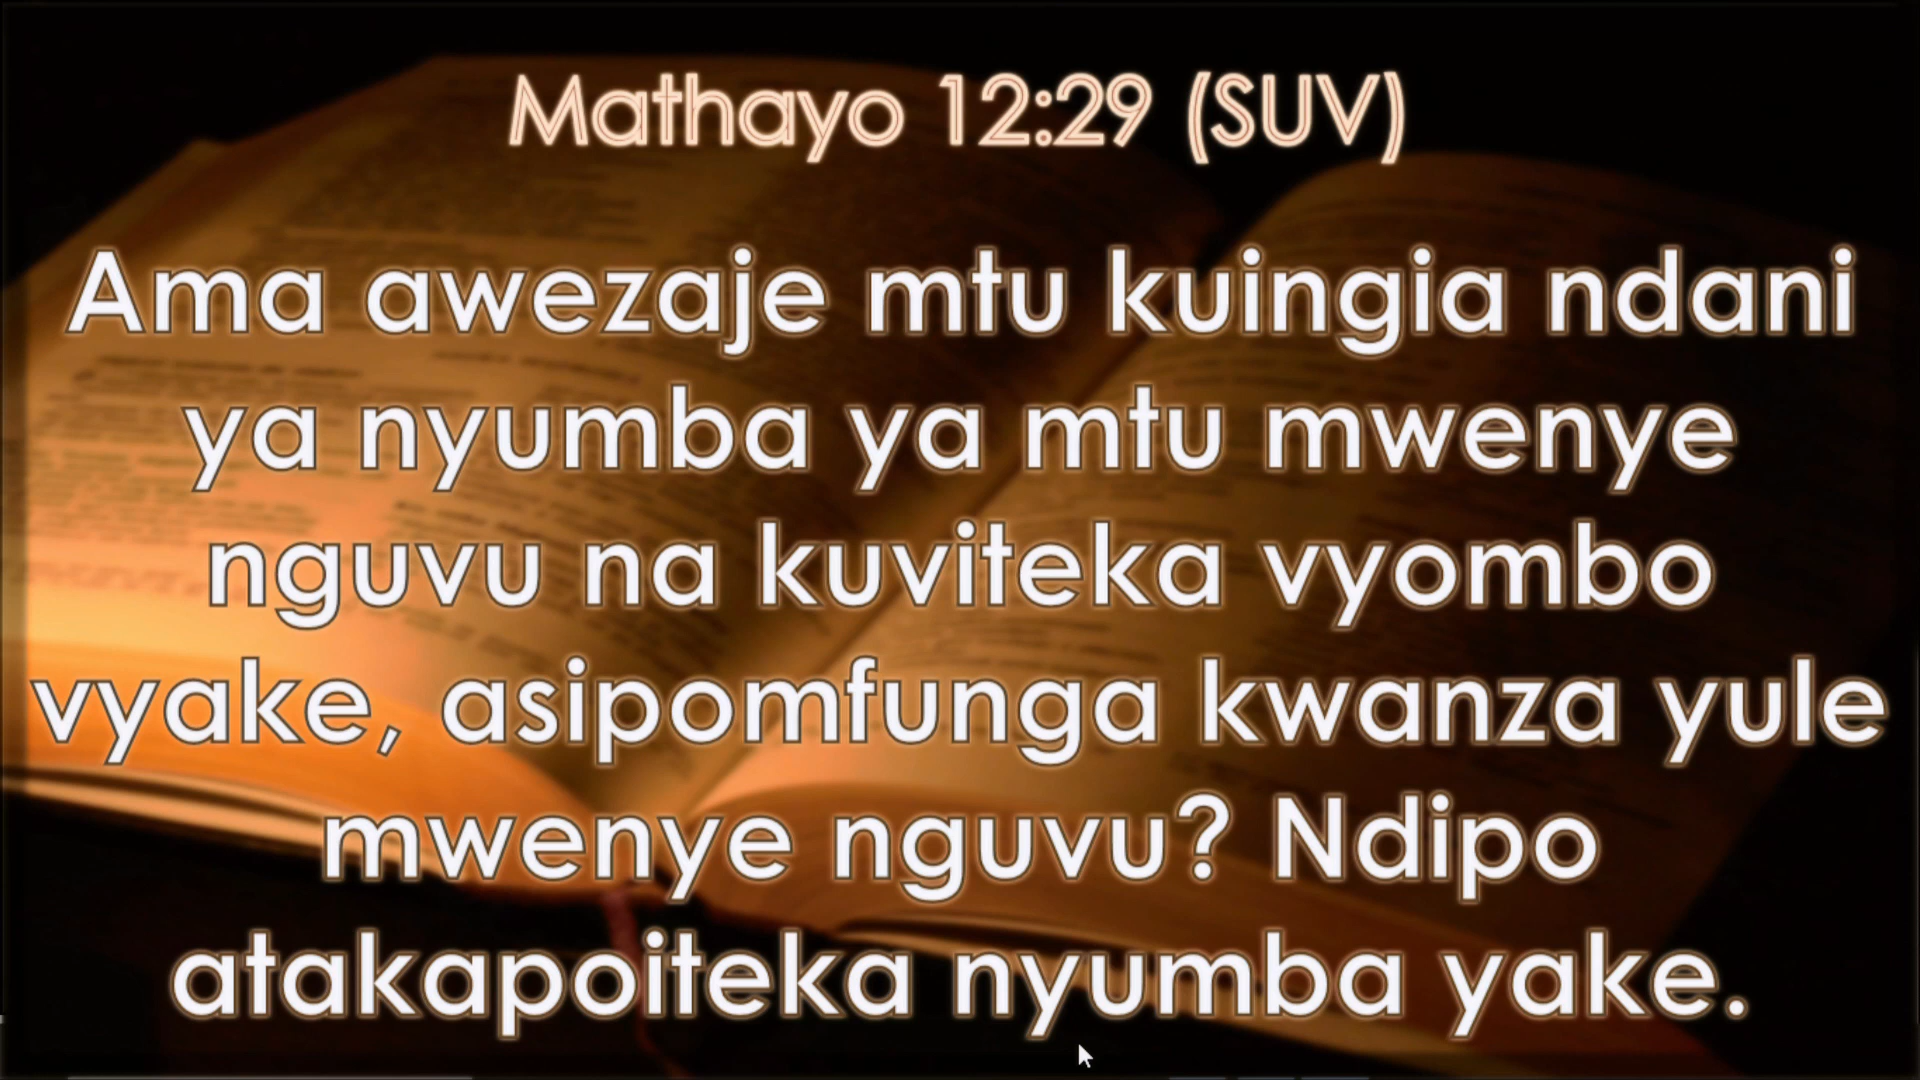 Mathayo 12:29 (SUV)
Ama awezaje mtu kuingia ndani
ya nyumba ya mtu mwenye
nguvu na kuviteka vyombo
vyake, asipomfunga kwanza yule
mwenye nguvu? Ndipo
atakapoiteka nyumba yake.